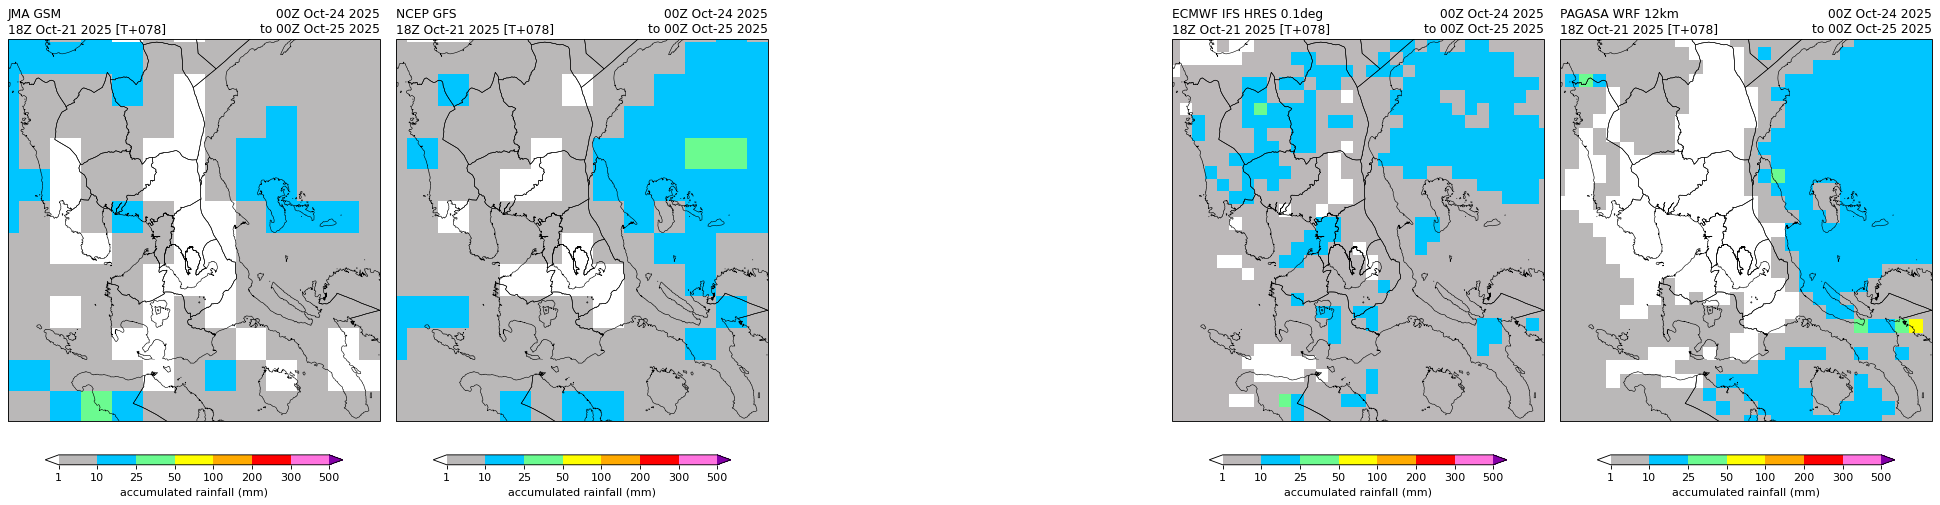 JMA GSM 00Z Oct-24 2025
18Z Oct-21 2025 [T+078] to 00Z Oct-25 2025
1 10 25 50 100 200 300 500
accumulated rainfall (mm)
NCEP GFS 00Z Oct-24 2025
18Z Oct-21 2025 [T+078] to 00Z Oct-25 2025
1 10 25 50 100 200 300 500
accumulated rainfall (mm)
ECMWF IFS HRES 0.1deg 00Z Oct-24 2025
18Z Oct-21 2025 [T+078] to 00Z Oct-25 2025
1 10 25 50 100 200 300 500
accumulated rainfall (mm)
PAGASA WRF 12km 00Z Oct-24 2025
18Z Oct-21 2025 [T+078] to 00Z Oct-25 2025
1 10 25 50 100 200 300 500
accumulated rainfall (mm)